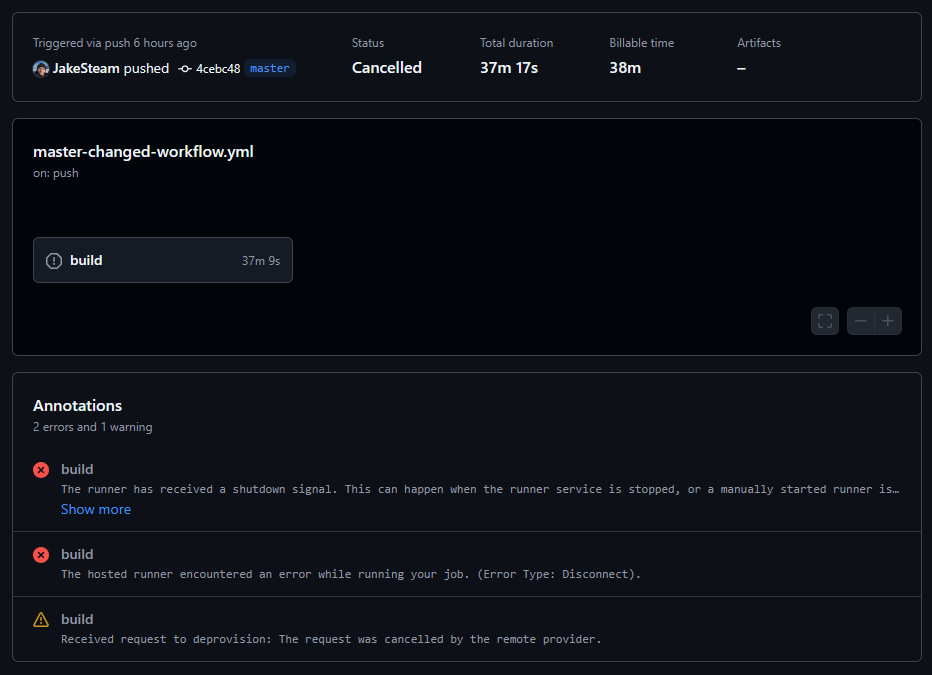 Triggered via push 6 hours ago
JakeSteam pushed 4cebc48 master
Status
Cancelled
Total duration
37m 17s
Billable time
38m
Artifacts
–
master-changed-workflow.yml
on: push
build 37m 9s
Annotations
2 errors and 1 warning
build
The runner has received a shutdown signal. This can happen when the runner service is stopped, or a manually started runner is…
Show more
build
The hosted runner encountered an error while running your job. (Error Type: Disconnect).
build
Received request to deprovision: The request was cancelled by the remote provider.